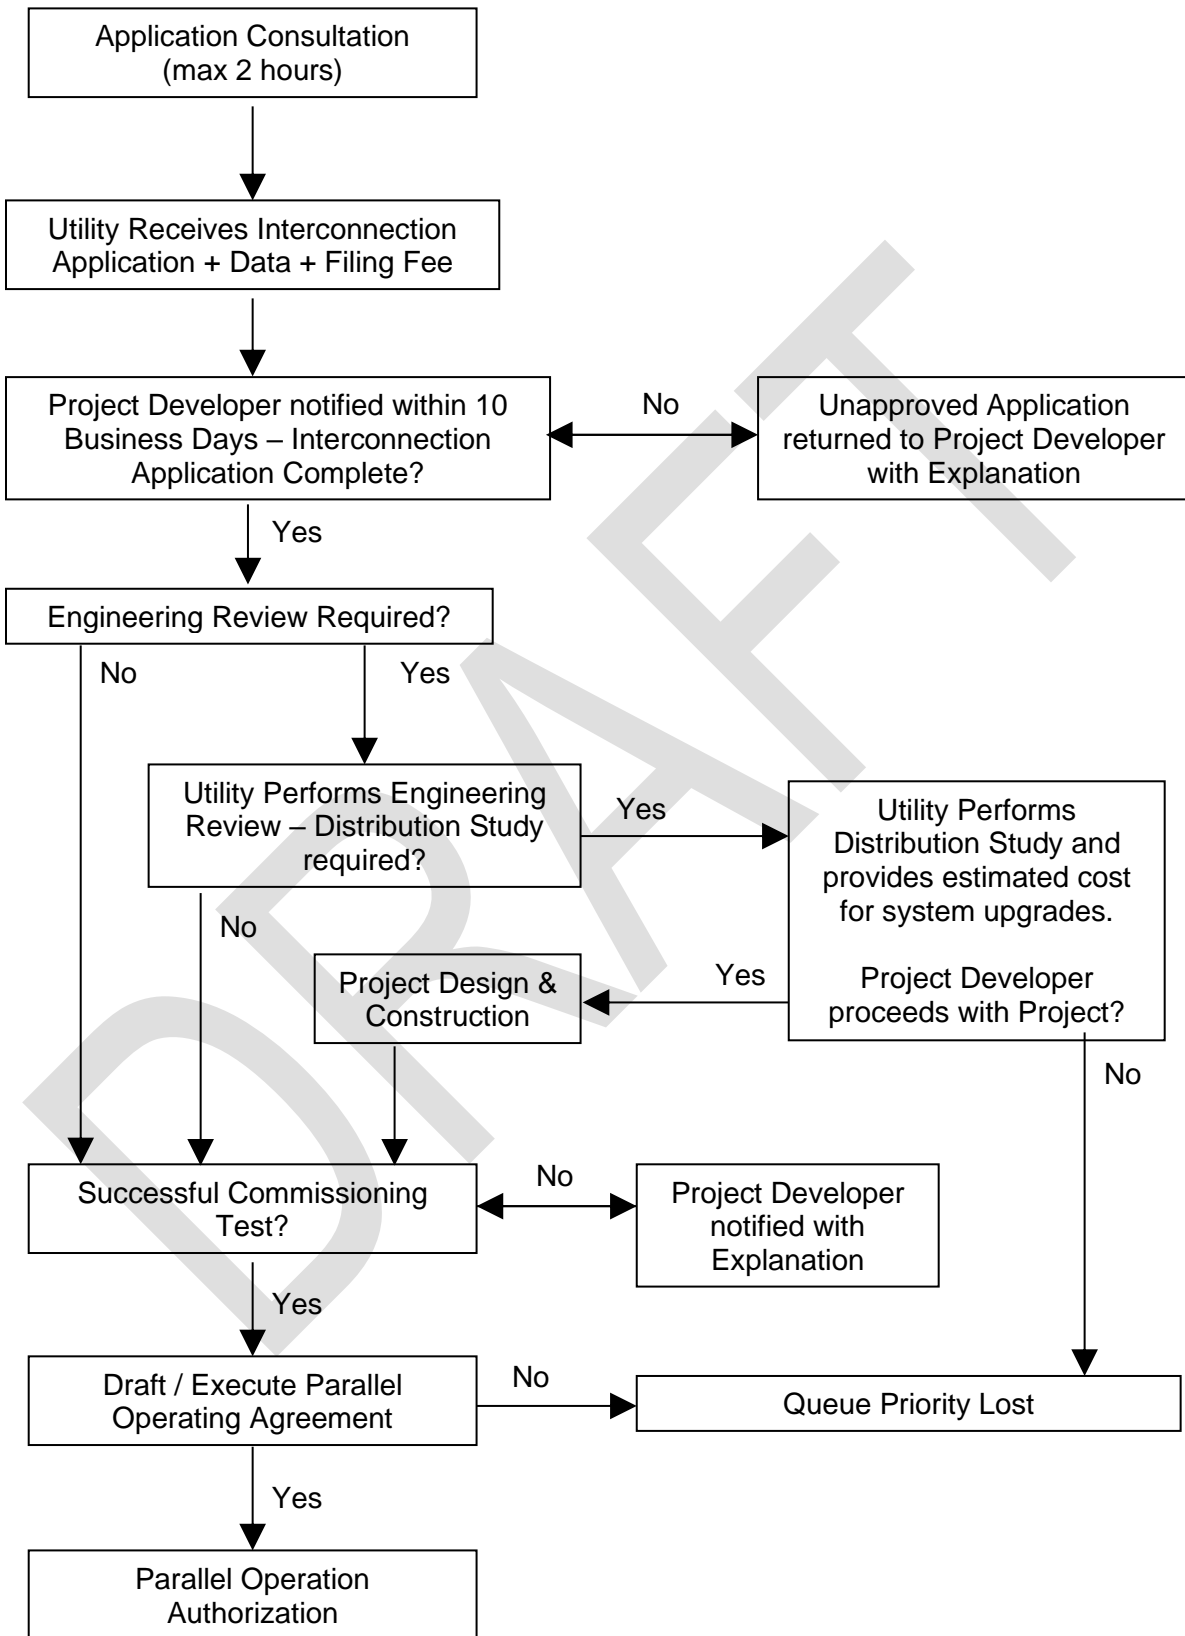 Application Consultation
(max 2 hours)
Utility Receives Interconnection
Application + Data + Filing Fee
Project Developer notified within 10
Business Days – Interconnection
Application Complete?
No
Unapproved Application
returned to Project Developer
with Explanation
Yes
Engineering Review Required?
No
Yes
Utility Performs Engineering
Review – Distribution Study
required?
Yes
Utility Performs
Distribution Study and
provides estimated cost
for system upgrades.
Project Developer
proceeds with Project?
No
Yes
Project Design &
Construction
No
Successful Commissioning
Test?
No
Project Developer
notified with
Explanation
Yes
Draft / Execute Parallel
Operating Agreement
No
Queue Priority Lost
Yes
Parallel Operation
Authorization
DRAFT